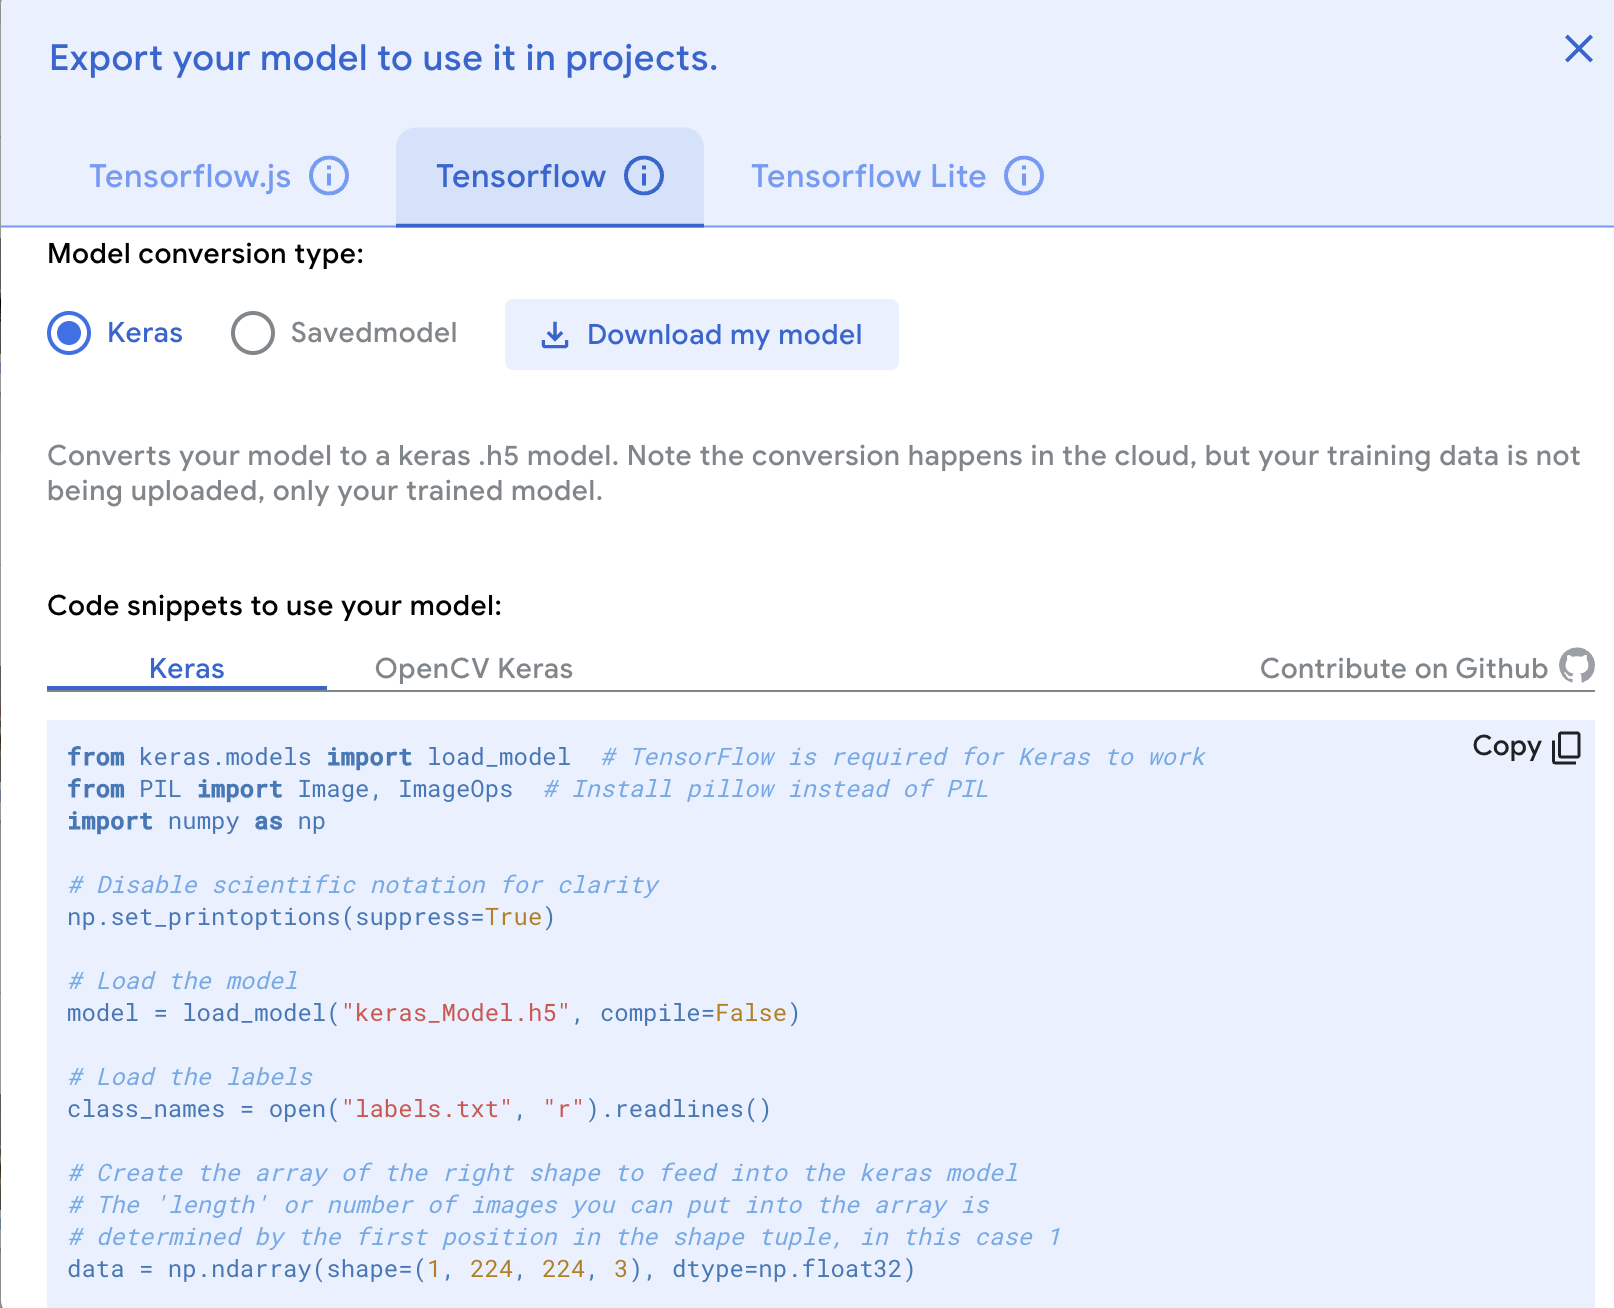 Export your model to use it in projects.
Tensorflow.js Tensorflow Tensorflow Lite
Model conversion type:
Keras Savedmodel Download my model
Converts your model to a keras .h5 model. Note the conversion happens in the cloud, but your training data is not
being uploaded, only your trained model.
Code snippets to use your model:
Keras OpenCV Keras Contribute on Github
Copy
from keras.models import load_model  # TensorFlow is required for Keras to work
from PIL import Image, ImageOps  # Install pillow instead of PIL
import numpy as np
# Disable scientific notation for clarity
np.set_printoptions(suppress=True)
# Load the model
model = load_model("keras_Model.h5", compile=False)
# Load the labels
class_names = open("labels.txt", "r").readlines()
# Create the array of the right shape to feed into the keras model
# The 'length' or number of images you can put into the array is
# determined by the first position in the shape tuple, in this case 1
data = np.ndarray(shape=(1, 224, 224, 3), dtype=np.float32)